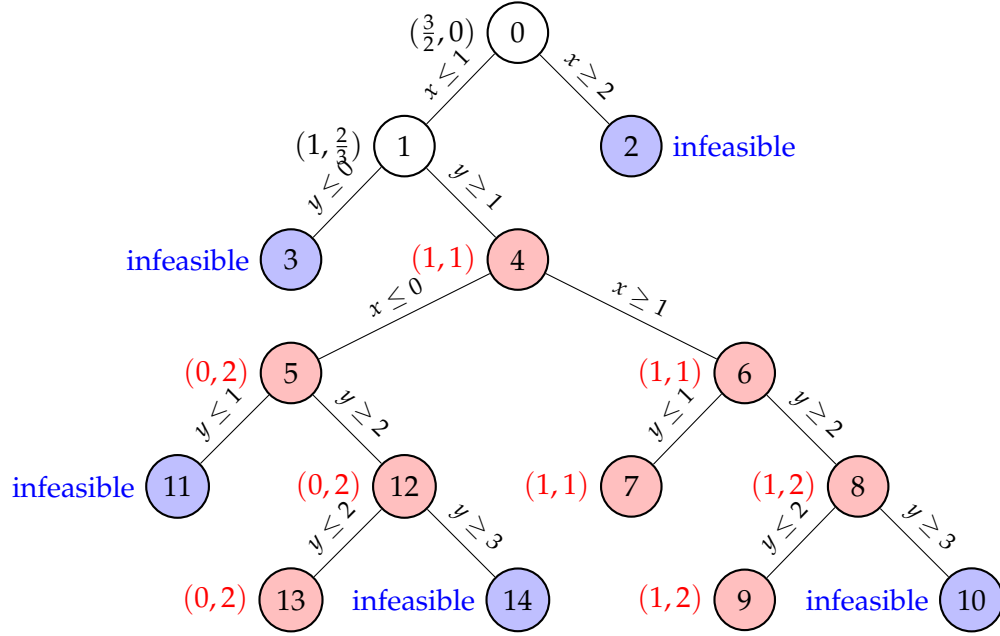 (3/2, 0) 0
x ≤ 1 x ≥ 2
(1, 2/3) 1 2 infeasible
y ≤ 0 y ≥ 1
infeasible 3 (1, 1) 4
x ≤ 0 x ≥ 1
(0, 2) 5 (1, 1) 6
y ≤ 1 y ≥ 2 y ≤ 1 y ≥ 2
infeasible 11 (0, 2) 12 (1, 1) 7 (1, 2) 8
y ≤ 2 y ≥ 3 y ≤ 2 y ≥ 3
(0, 2) 13 infeasible 14 (1, 2) 9 infeasible 10